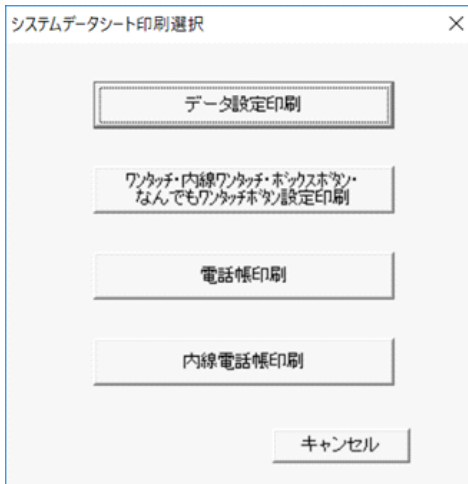 システムデータシート印刷選択
データ設定印刷
ワンタッチ・内線ワンタッチ・ボックスボタン・
なんでもワンタッチボタン設定印刷
電話帳印刷
内線電話帳印刷
キャンセル